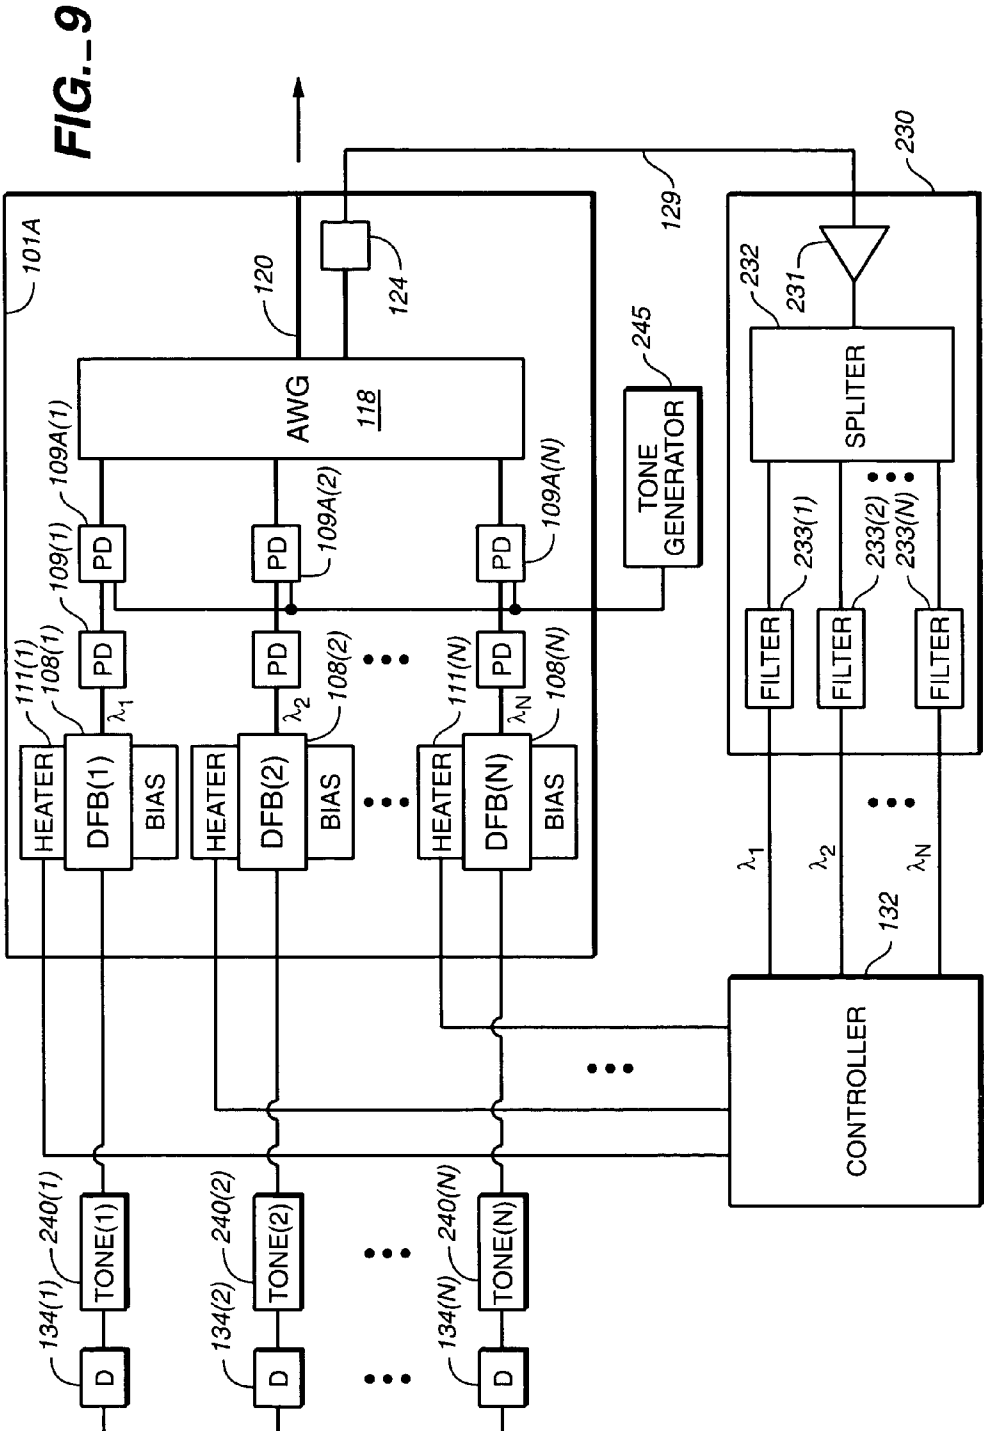 FIG._9
101A
111(1)
108(1)
109(1)
109A(1)
HEATER
DFB(1)
BIAS
λ1
PD
PD
134(1)
240(1)
D
TONE(1)
120
AWG
118
124
HEATER
DFB(2)
BIAS
λ2
PD
PD
108(2)
109A(2)
134(2)
240(2)
D
TONE(2)
111(N)
HEATER
DFB(N)
BIAS
λN
PD
PD
108(N)
109A(N)
134(N)
240(N)
D
TONE(N)
TONE
GENERATOR
245
129
CONTROLLER
132
λ1
λ2
λN
FILTER
FILTER
FILTER
233(1)
233(2)
233(N)
SPLITER
232
231
230